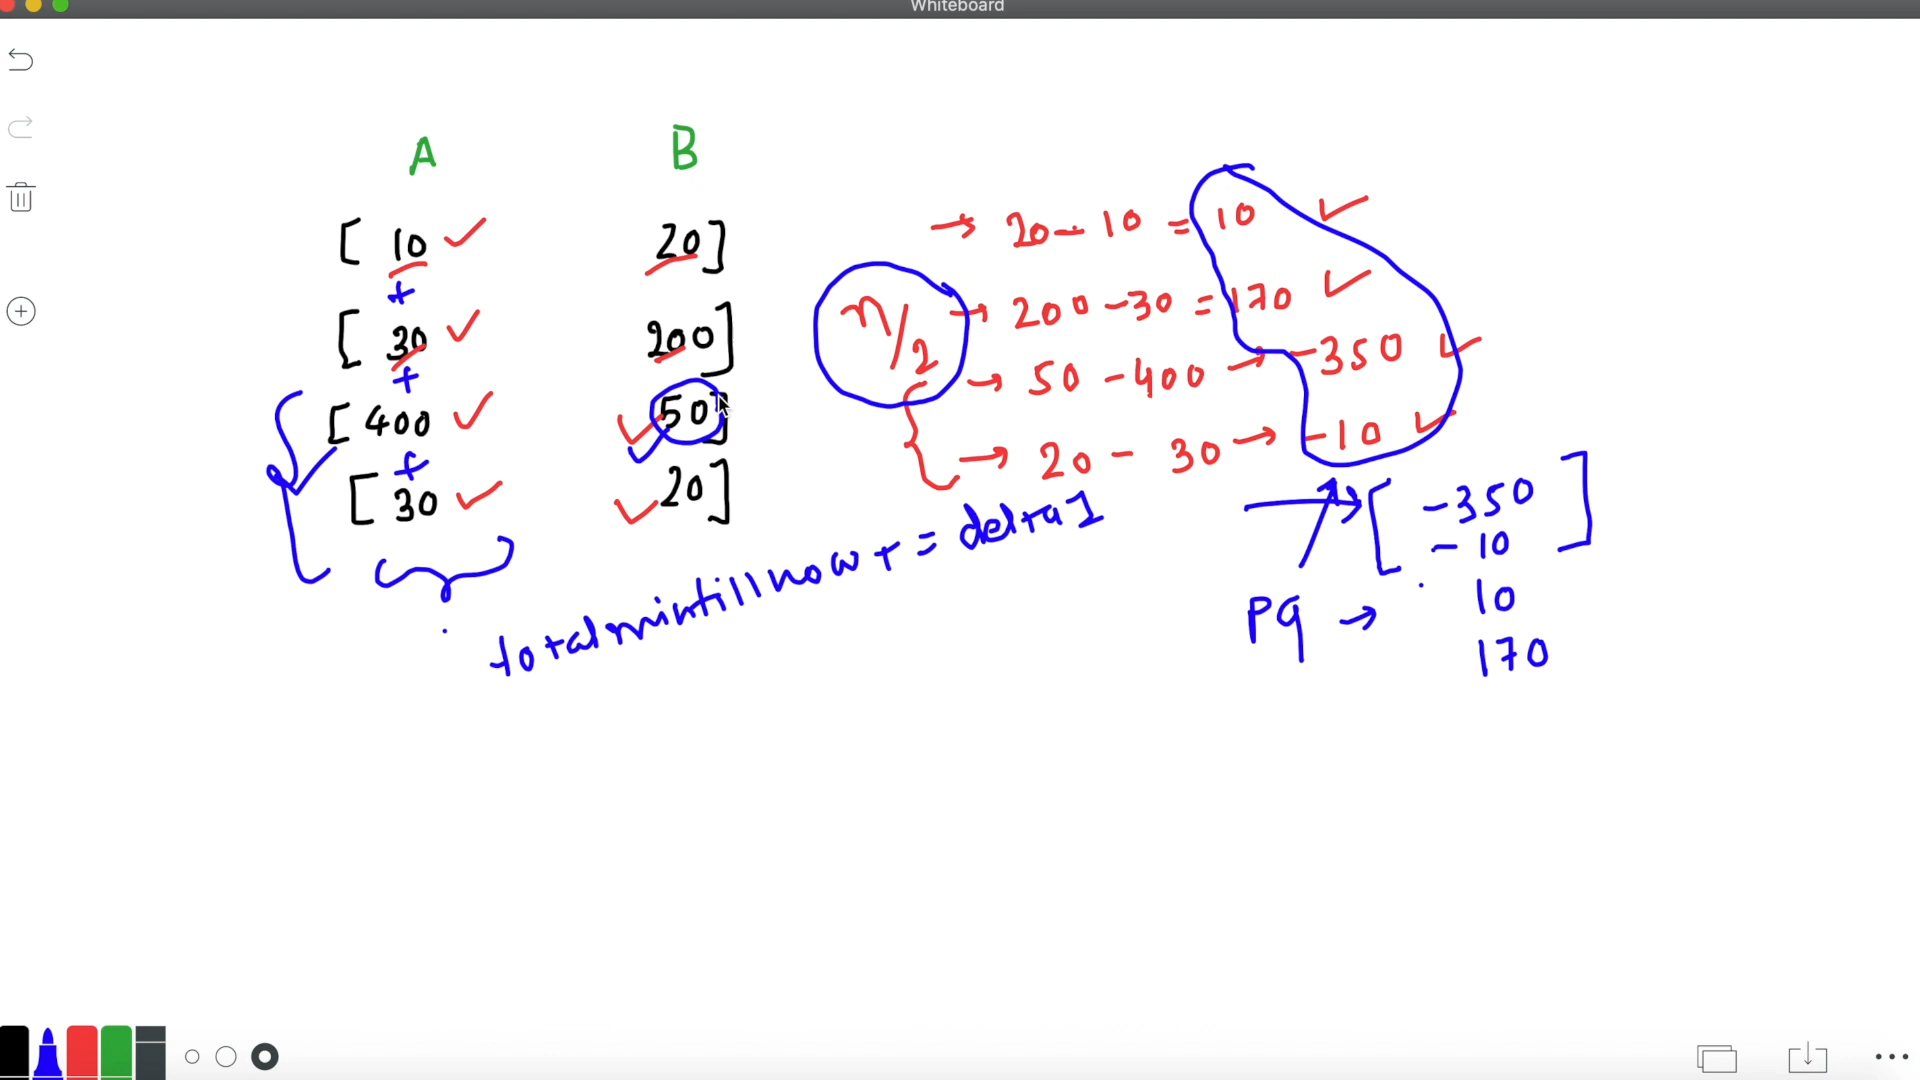 Whiteboard
A B
[ 10 20 ]
+
[ 30 200 ]
+
[ 400 50 ]
+
[ 30 20 ]
→ 20 - 10 = 10
n/2
→ 200 - 30 = 170
→ 50 - 400 → -350
→ 20 - 30 → -10
totalmintillnow + = delta1
[ -350 ]
- 10
PQ → 10
170